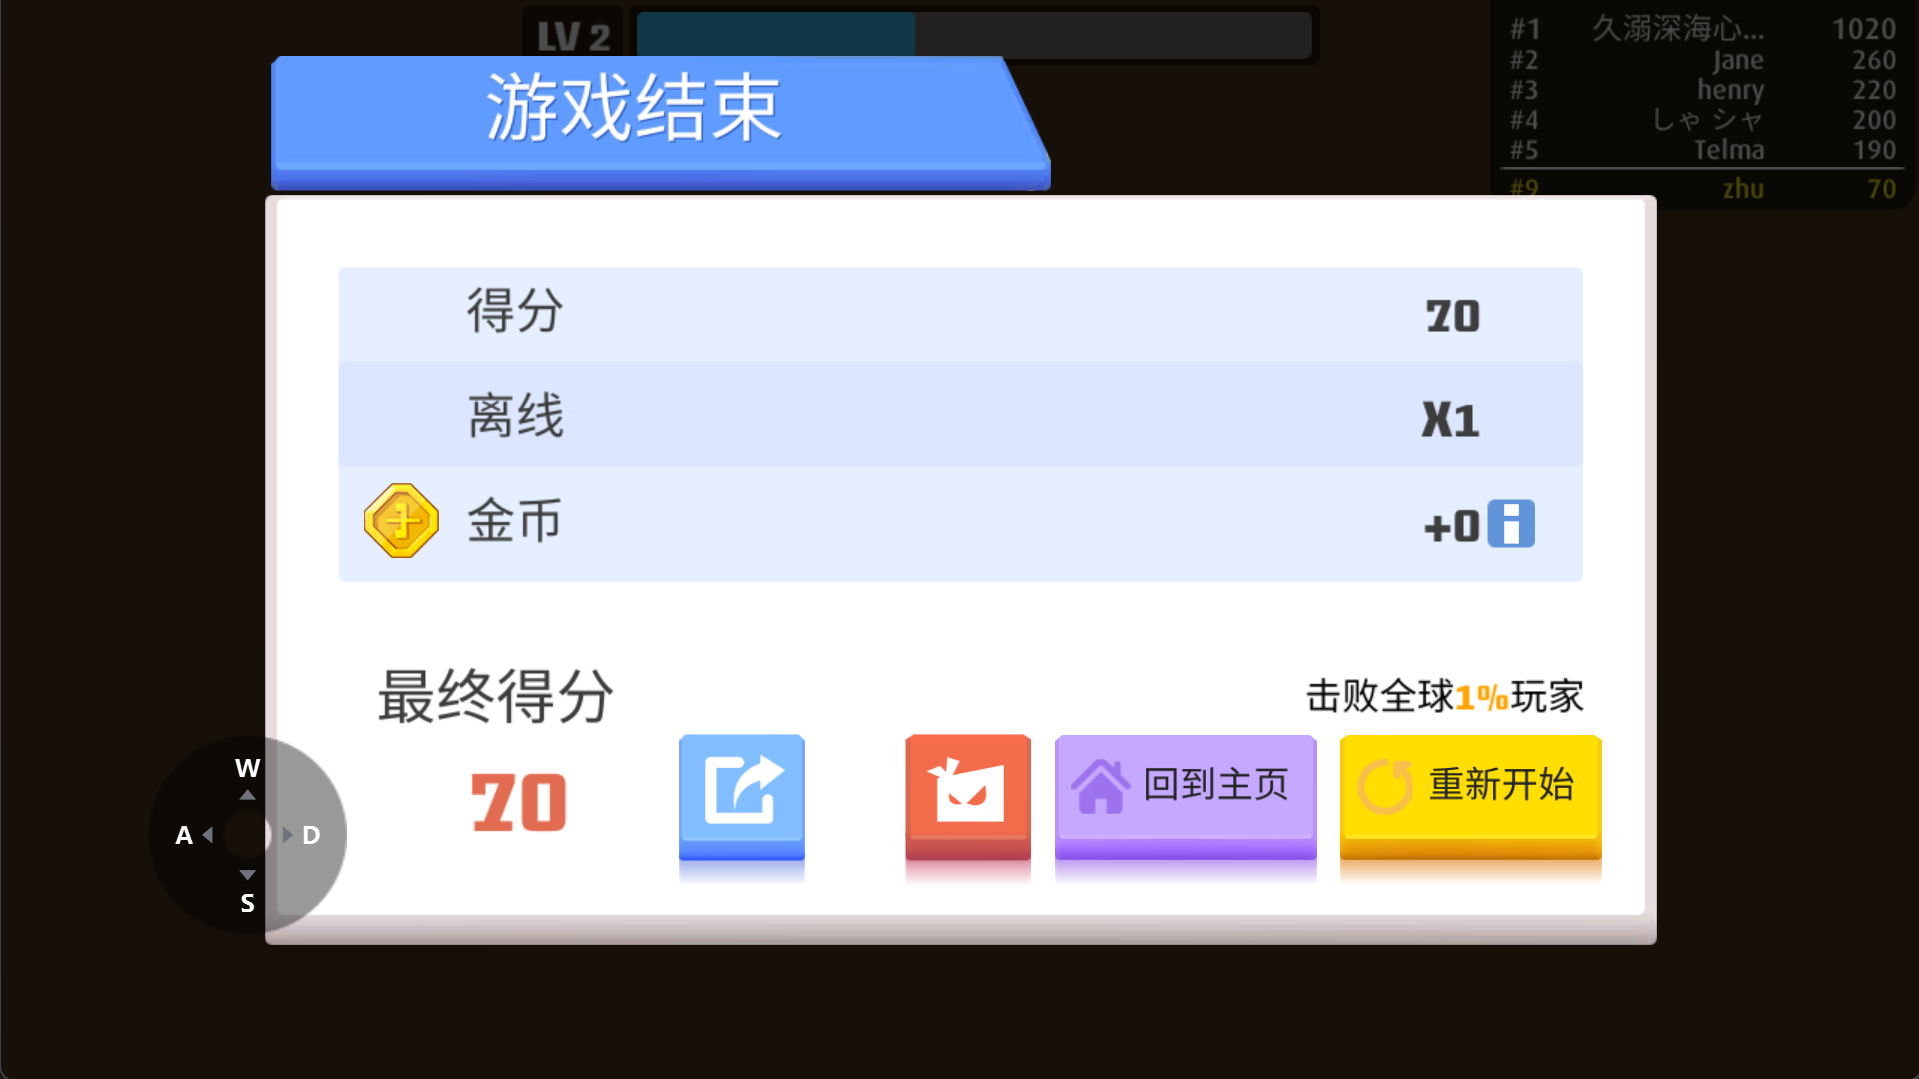 LV 2
#1 久溺深海心... 1020
#2 Jane 260
#3 henry 220
#4 しゃ シャ 200
#5 Telma 190
#9 zhu 70
游戏结束
得分 70
离线 X1
金币 +0
最终得分
70
击败全球1%玩家
回到主页
重新开始
W
A D
S